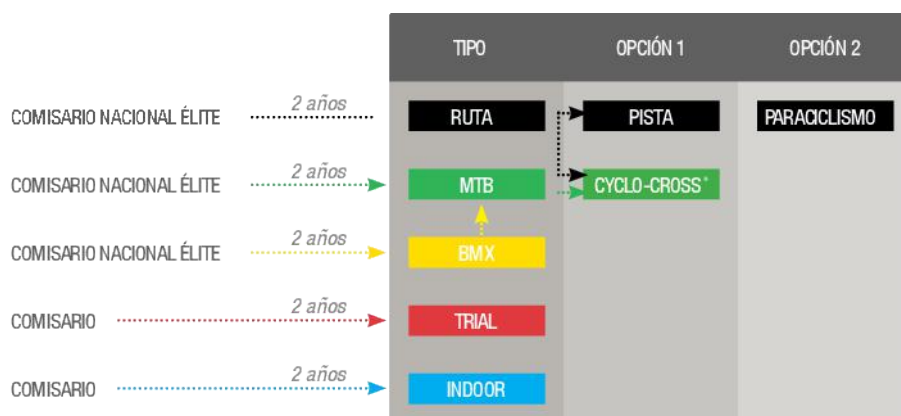 TIPO OPCIÓN 1 OPCIÓN 2
COMISARIO NACIONAL ÉLITE 2 años RUTA PISTA PARACICLISMO
COMISARIO NACIONAL ÉLITE 2 años MTB CYCLO-CROSS*
COMISARIO NACIONAL ÉLITE 2 años BMX
COMISARIO 2 años TRIAL
COMISARIO 2 años INDOOR